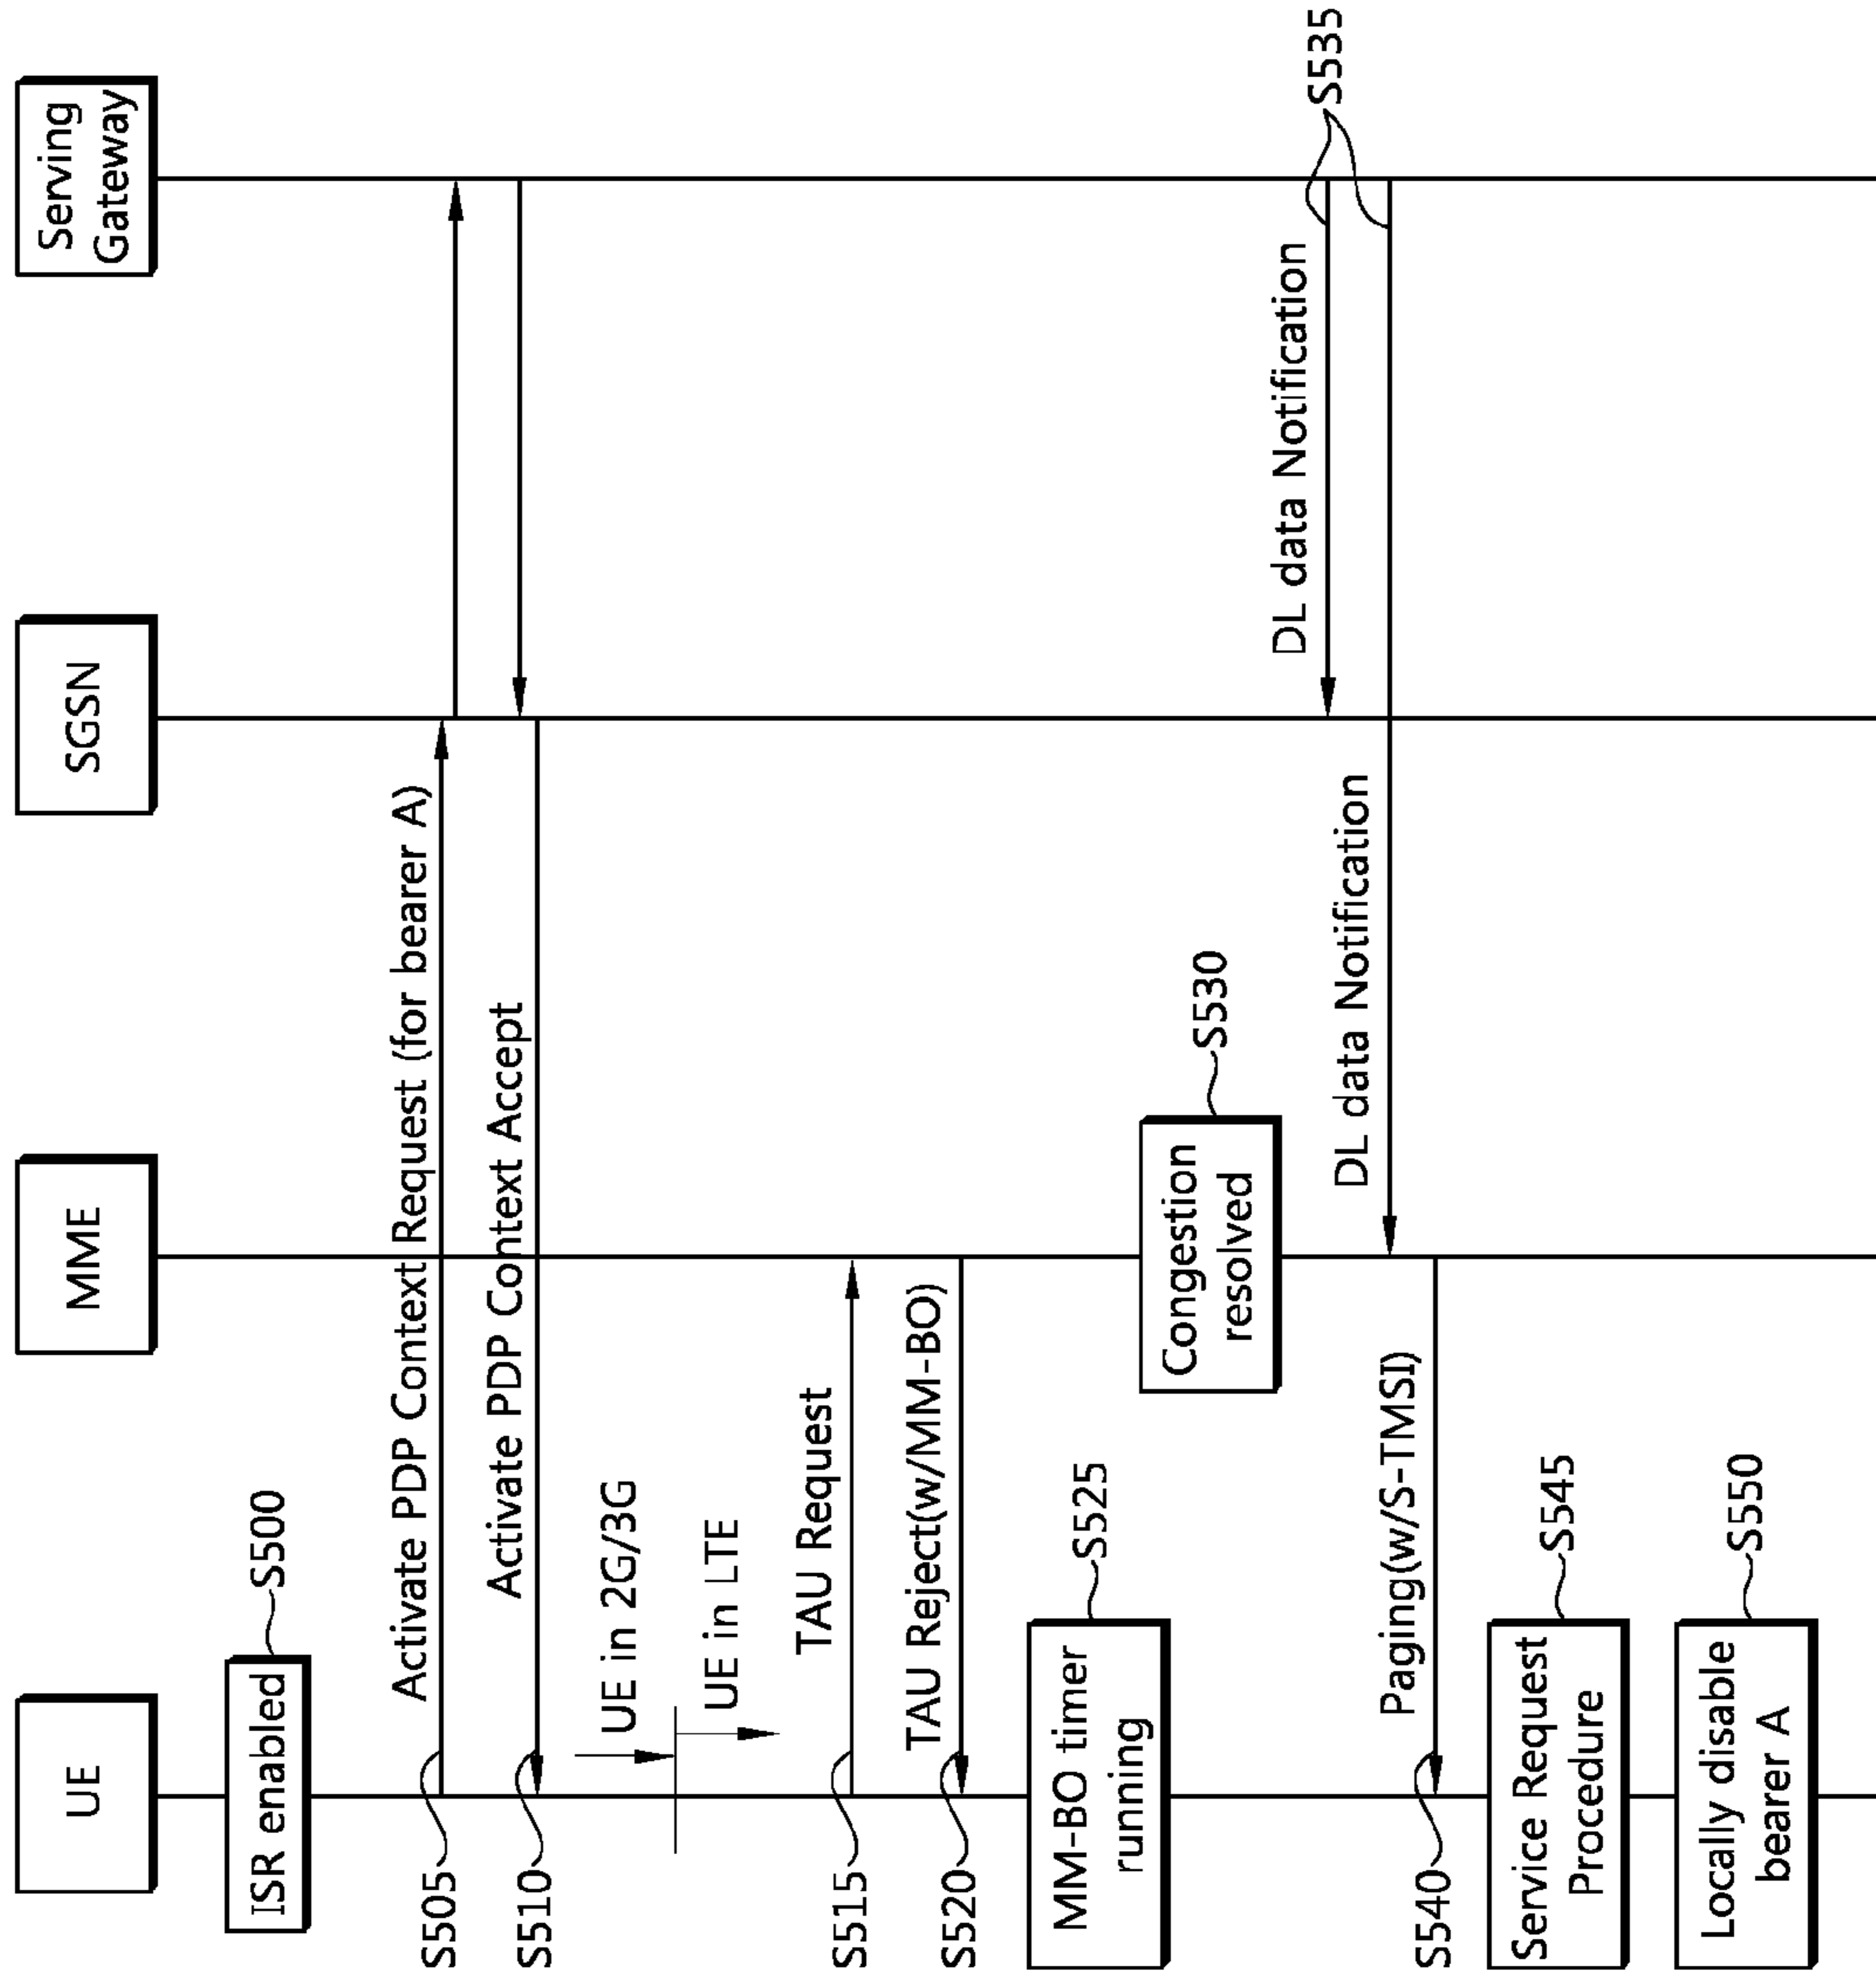 UE
MME
SGSN
Serving
Gateway
ISR enabled
S500
Activate PDP Context Request (for bearer A)
S505
Activate PDP Context Accept
S510
UE in 2G/3G
UE in LTE
TAU Request
S515
TAU Reject(w/MM-BO)
S520
MM-BO timer
running
S525
Congestion
resolved
S530
DL data Notification
S535
DL data Notification
Paging(w/S-TMSI)
S540
Service Request
Procedure
S545
Locally disable
bearer A
S550